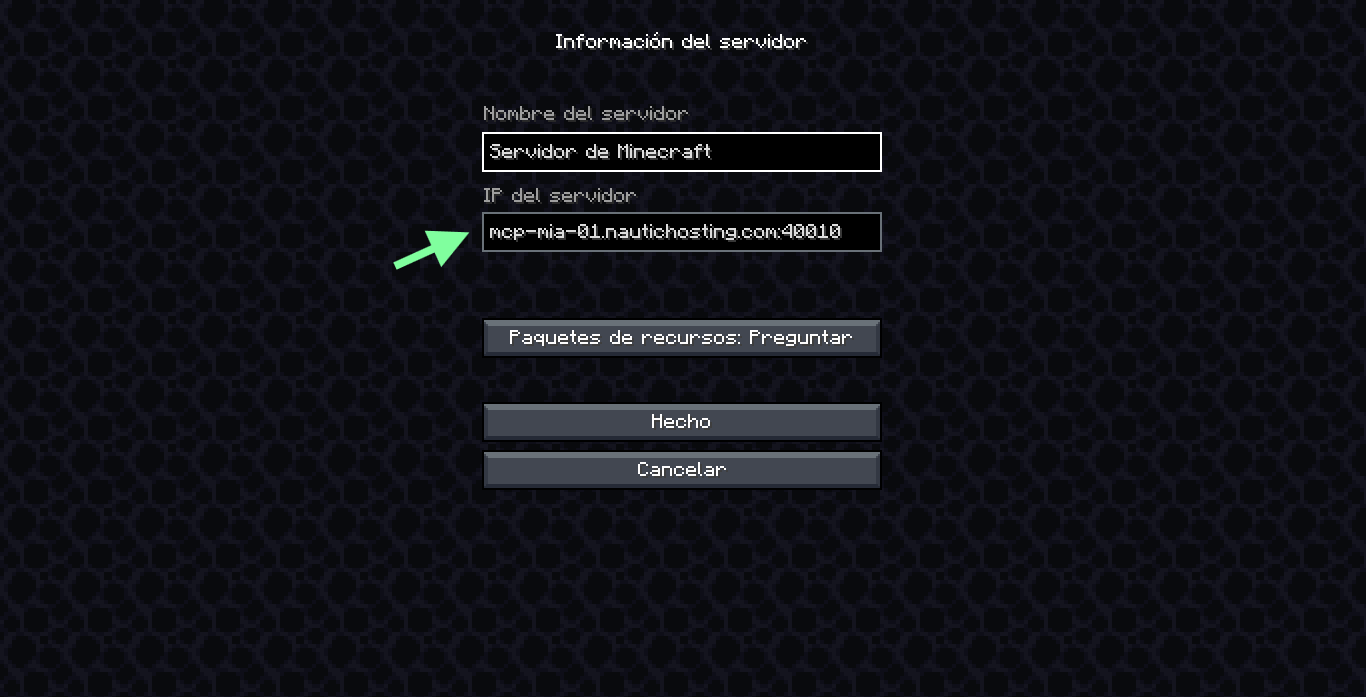 Información del servidor
Nombre del servidor
Servidor de Minecraft
IP del servidor
mcp-mia-01.nautichosting.com:40010
Paquetes de recursos: Preguntar
Hecho
Cancelar